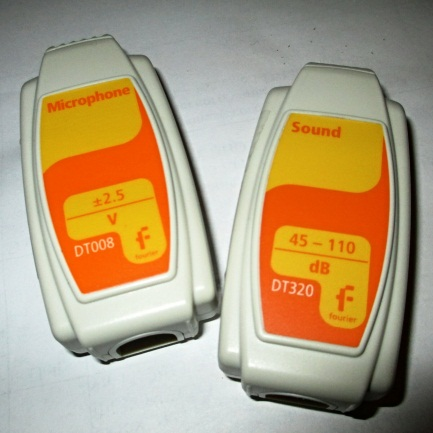 Microphone
±2.5
V
DT008
fourier
Sound
45 – 110
dB
DT320
fourier